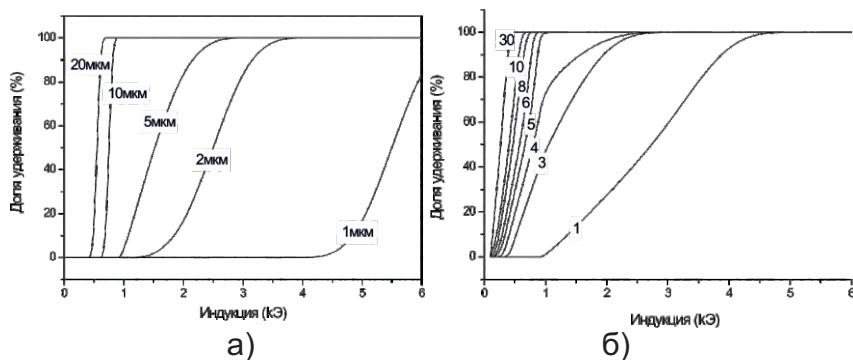 Доля удерживания (%)
100
80
60
40
20
0
20мкм
10мкм
5мкм
2мкм
1мкм
0 1 2 3 4 5 6
Индукция (kЭ)
а)
Доля удерживания (%)
100
80
60
40
20
0
30
10
8
6
5
4
3
1
0 1 2 3 4 5 6
Индукция (kЭ)
б)